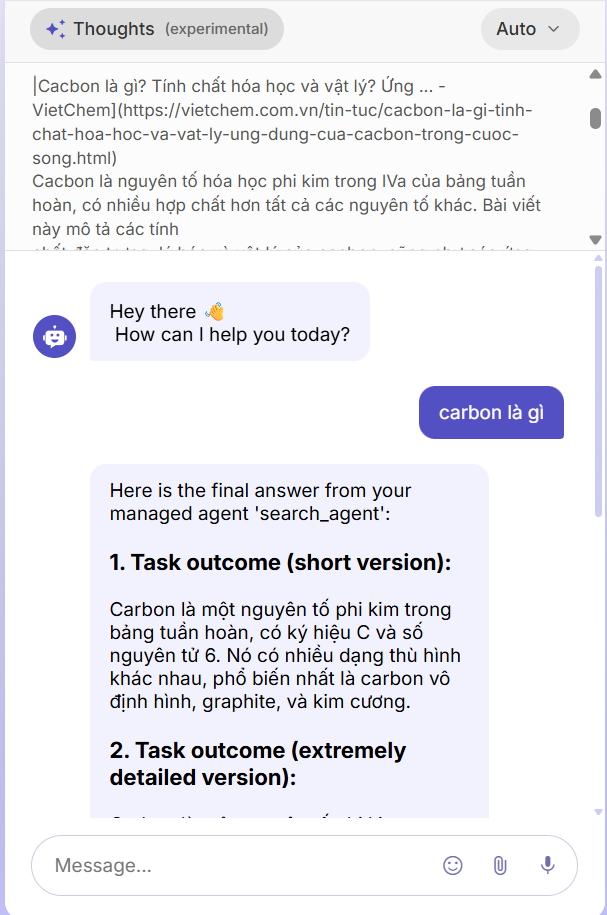 Thoughts (experimental)
Auto
|Cacbon là gì? Tính chất hóa học và vật lý? Ứng ... -
VietChem](https://vietchem.com.vn/tin-tuc/cacbon-la-gi-tinh-
chat-hoa-hoc-va-vat-ly-ung-dung-cua-cacbon-trong-cuoc-
song.html)
Cacbon là nguyên tố hóa học phi kim trong IVa của bảng tuần
hoàn, có nhiều hợp chất hơn tất cả các nguyên tố khác. Bài viết
này mô tả các tính
Hey there 👋
How can I help you today?
carbon là gì
Here is the final answer from your
managed agent 'search_agent':
1. Task outcome (short version):
Carbon là một nguyên tố phi kim trong
bảng tuần hoàn, có ký hiệu C và số
nguyên tử 6. Nó có nhiều dạng thù hình
khác nhau, phổ biến nhất là carbon vô
định hình, graphite, và kim cương.
2. Task outcome (extremely
detailed version):
Message...